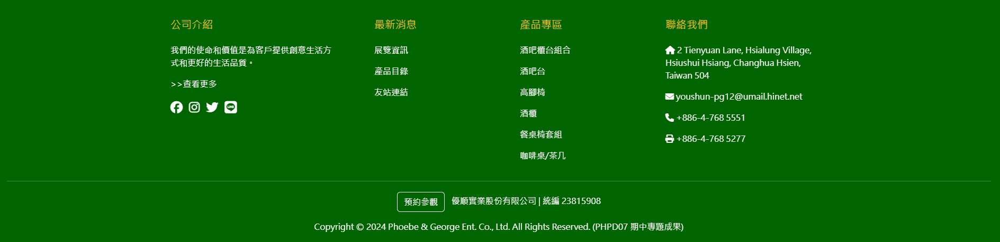 公司介紹
我們的使命和價值是為客戶提供創意生活方
式和更好的生活品質。
>>查看更多
LINE
最新消息
展覽資訊
產品目錄
友站連結
產品專區
酒吧櫃台組合
酒吧台
高腳椅
酒櫃
餐桌椅套組
咖啡桌/茶几
聯絡我們
2 Tienyuan Lane, Hsialung Village,
Hsiushui Hsiang, Changhua Hsien,
Taiwan 504
youshun-pg12@umail.hinet.net
+886-4-768 5551
+886-4-768 5277
預約參觀 優順實業股份有限公司 | 統編 23815908
Copyright © 2024 Phoebe & George Ent. Co., Ltd. All Rights Reserved. (PHPD07 期中專題成果)